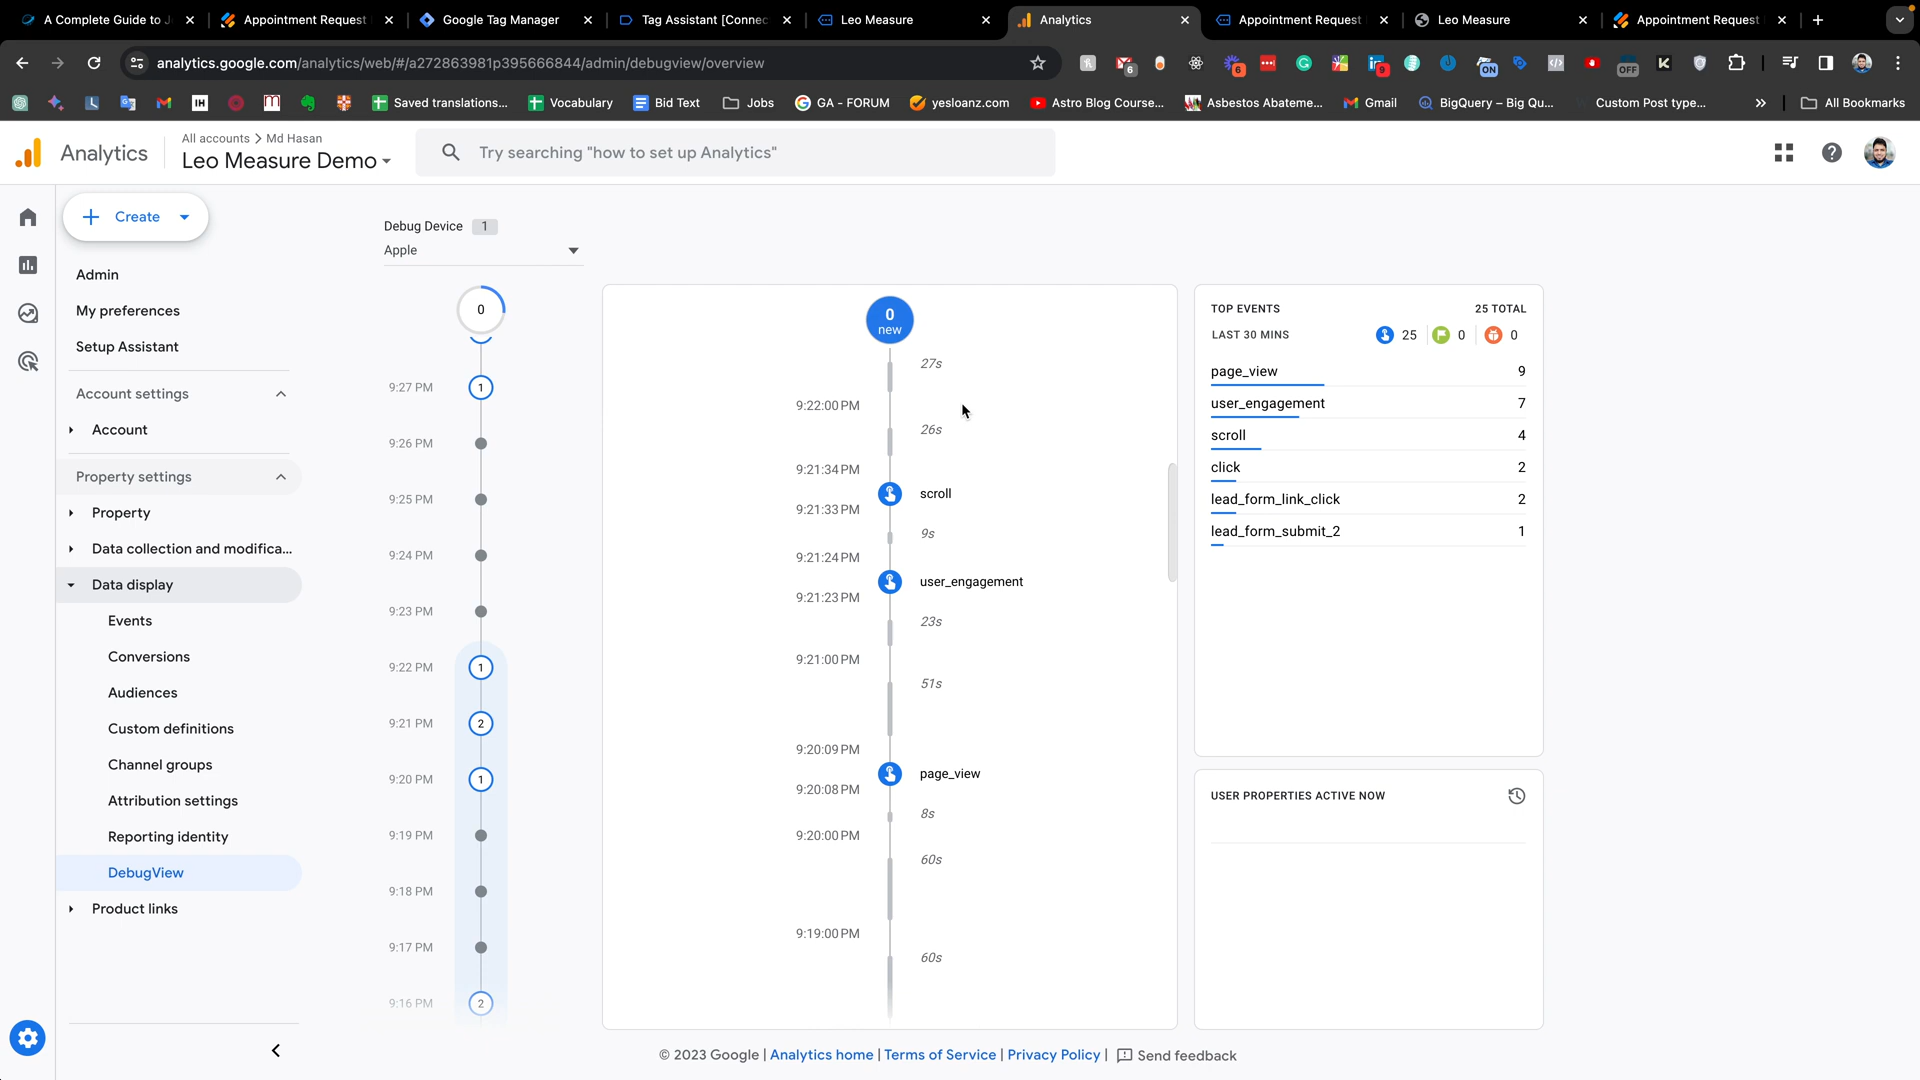 A Complete Guide to J
Appointment Request
Google Tag Manager
Tag Assistant [Connec
Leo Measure
Analytics
Appointment Request
Leo Measure
Appointment Request
analytics.google.com/analytics/web/#/a272863981p395666844/admin/debugview/overview
6
6
9
ON
OFF
Saved translations...
Vocabulary
Bid Text
Jobs
GA - FORUM
yesloanz.com
Astro Blog Course...
Asbestos Abateme...
Gmail
BigQuery – Big Qu...
Custom Post type...
All Bookmarks
Analytics
All accounts > Md Hasan
Leo Measure Demo
Try searching "how to set up Analytics"
Create
Admin
My preferences
Setup Assistant
Account settings
Account
Property settings
Property
Data collection and modifica...
Data display
Events
Conversions
Audiences
Custom definitions
Channel groups
Attribution settings
Reporting identity
DebugView
Product links
Debug Device 1
Apple
0
9:27 PM 1
9:26 PM
9:25 PM
9:24 PM
9:23 PM
9:22 PM 1
9:21 PM 2
9:20 PM 1
9:19 PM
9:18 PM
9:17 PM
9:16 PM 2
0
new
27s
9:22:00 PM
26s
9:21:34 PM
scroll
9:21:33 PM
9s
9:21:24 PM
user_engagement
9:21:23 PM
23s
9:21:00 PM
51s
9:20:09 PM
page_view
9:20:08 PM
8s
9:20:00 PM
60s
9:19:00 PM
60s
TOP EVENTS 25 TOTAL
LAST 30 MINS 25 0 0
page_view 9
user_engagement 7
scroll 4
click 2
lead_form_link_click 2
lead_form_submit_2 1
USER PROPERTIES ACTIVE NOW
© 2023 Google | Analytics home | Terms of Service | Privacy Policy | Send feedback